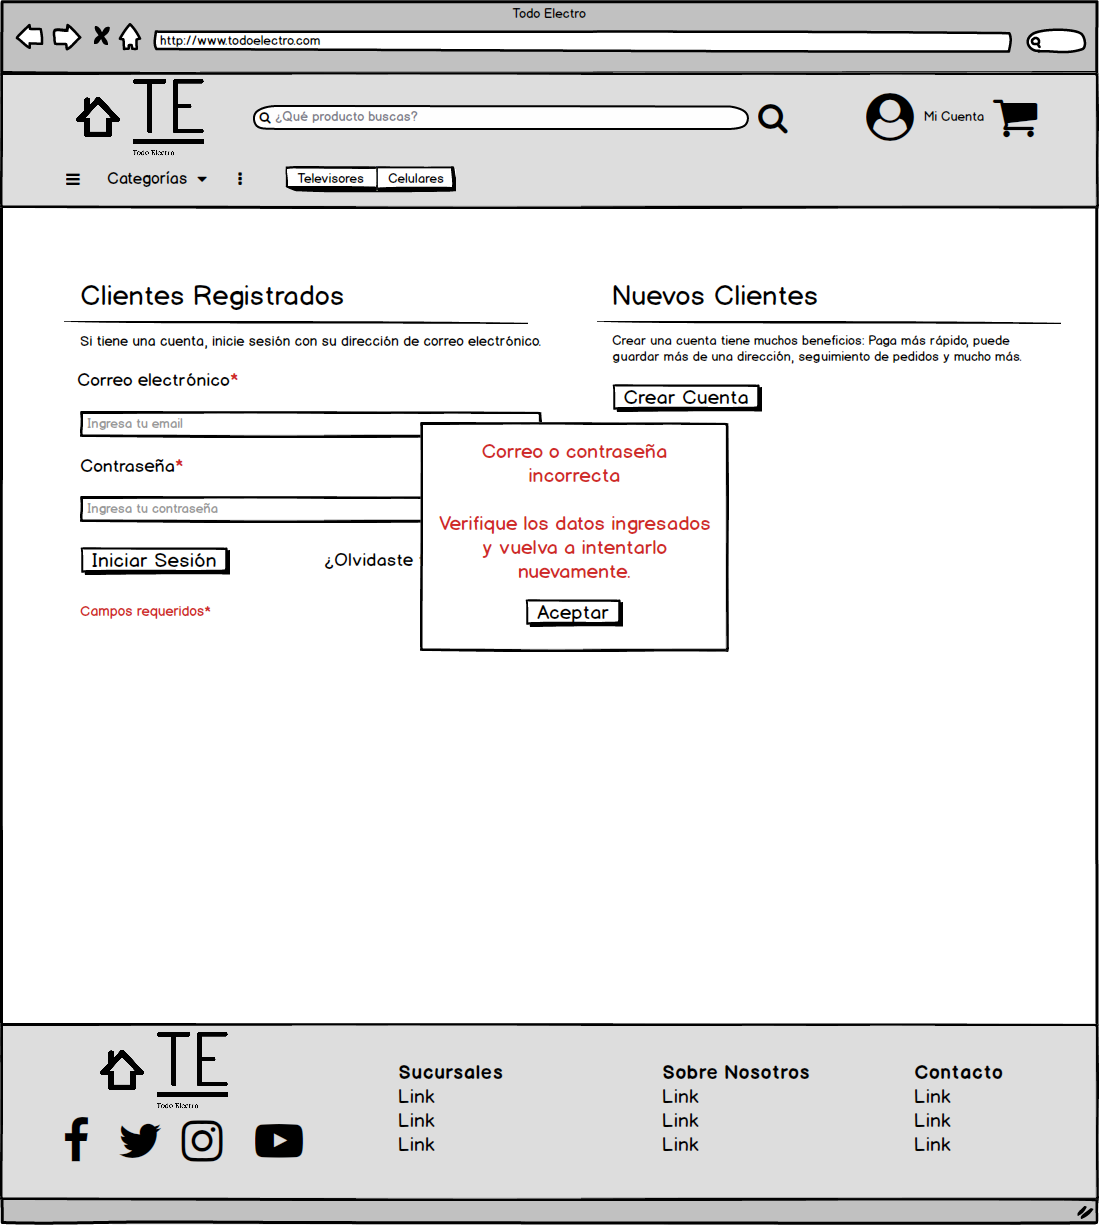 Todo Electro
http://www.todoelectro.com
TE
Todo Electro
¿Qué producto buscas?
Mi Cuenta
Categorías
Televisores
Celulares
Clientes Registrados
Si tiene una cuenta, inicie sesión con su dirección de correo electrónico.
Correo electrónico*
Ingresa tu email
Contraseña*
Ingresa tu contraseña
Iniciar Sesión
¿Olvidaste
Campos requeridos*
Nuevos Clientes
Crear una cuenta tiene muchos beneficios: Paga más rápido, puede
guardar más de una dirección, seguimiento de pedidos y mucho más.
Crear Cuenta
Correo o contraseña
incorrecta
Verifique los datos ingresados
y vuelva a intentarlo
nuevamente.
Aceptar
TE
Todo Electro
Sucursales
Link
Link
Link
Sobre Nosotros
Link
Link
Link
Contacto
Link
Link
Link